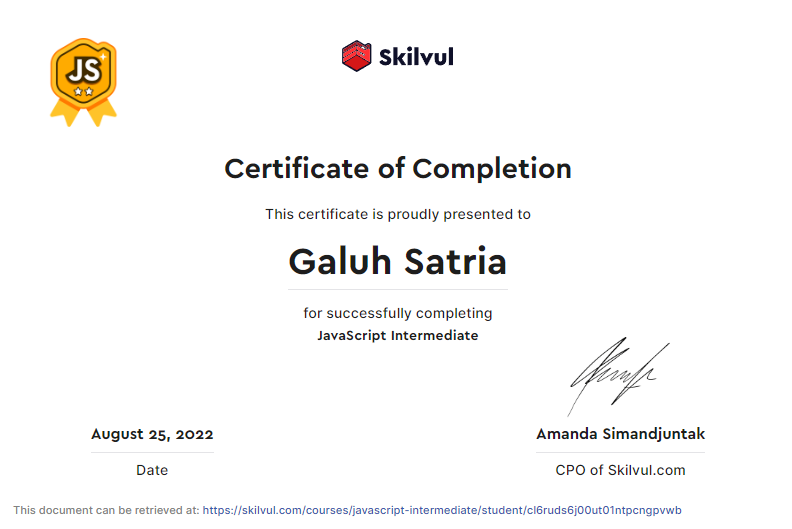 JS
Skilvul
Certificate of Completion
This certificate is proudly presented to
Galuh Satria
for successfully completing
JavaScript Intermediate
August 25, 2022
Amanda Simandjuntak
Date
CPO of Skilvul.com
This document can be retrieved at: https://skilvul.com/courses/javascript-intermediate/student/cl6ruds6j00ut01ntpcngpvwb